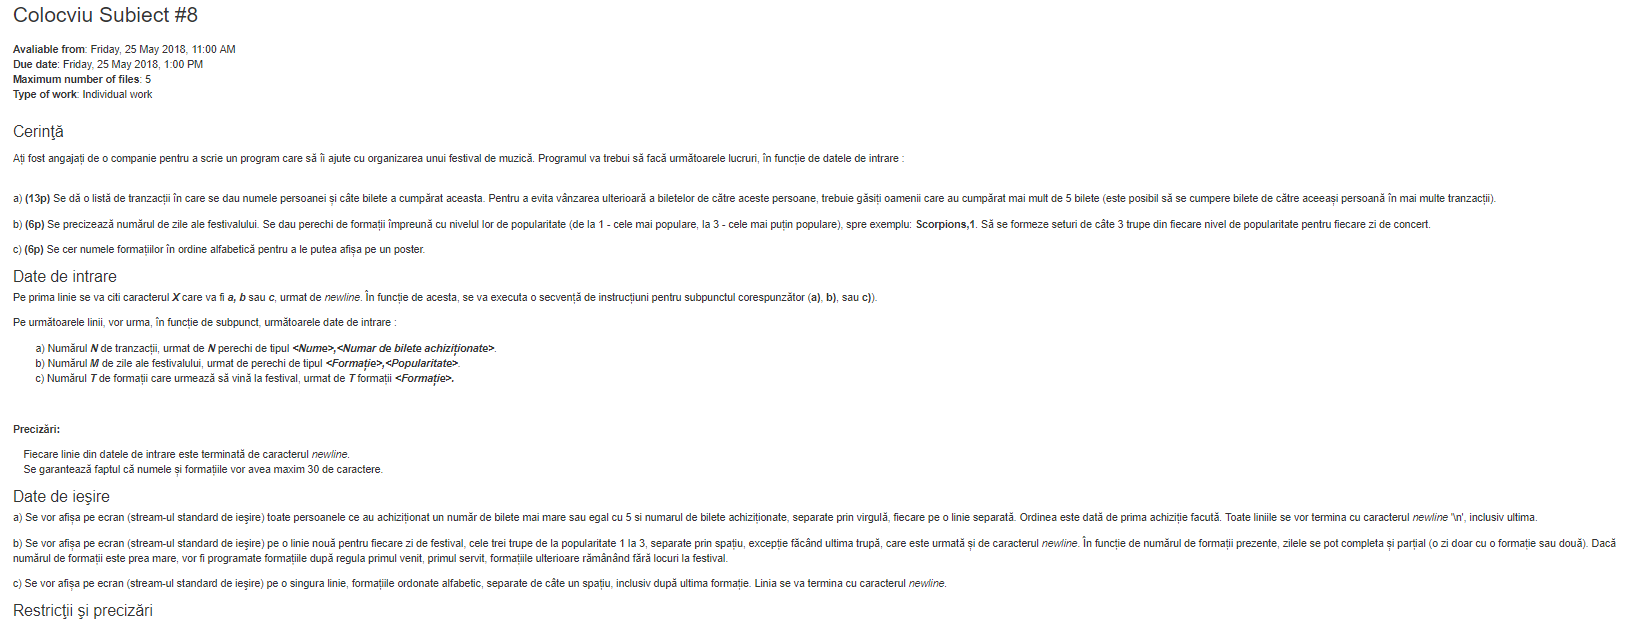 Colocviu Subiect #8
Avaliable from: Friday, 25 May 2018, 11:00 AM
Due date: Friday, 25 May 2018, 1:00 PM
Maximum number of files: 5
Type of work: Individual work
Cerinţă
Ați fost angajați de o companie pentru a scrie un program care să îi ajute cu organizarea unui festival de muzică. Programul va trebui să facă următoarele lucruri, în funcție de datele de intrare :
a) (13p) Se dă o listă de tranzacții în care se dau numele persoanei și câte bilete a cumpărat aceasta. Pentru a evita vânzarea ulterioară a biletelor de către aceste persoane, trebuie găsiți oamenii care au cumpărat mai mult de 5 bilete (este posibil să se cumpere bilete de către aceeași persoană în mai multe tranzacții).
b) (6p) Se precizează numărul de zile ale festivalului. Se dau perechi de formații împreună cu nivelul lor de popularitate (de la 1 - cele mai populare, la 3 - cele mai puțin populare), spre exemplu: Scorpions,1. Să se formeze seturi de câte 3 trupe din fiecare nivel de popularitate pentru fiecare zi de concert.
c) (6p) Se cer numele formațiilor în ordine alfabetică pentru a le putea afișa pe un poster.
Date de intrare
Pe prima linie se va citi caracterul X care va fi a, b sau c, urmat de newline. În funcție de acesta, se va executa o secvență de instrucțiuni pentru subpunctul corespunzător (a), b), sau c)).
Pe următoarele linii, vor urma, în funcție de subpunct, următoarele date de intrare :
a) Numărul N de tranzacții, urmat de N perechi de tipul <Nume>,<Numar de bilete achiziționate>.
b) Numărul M de zile ale festivalului, urmat de perechi de tipul <Formație>,<Popularitate>.
c) Numărul T de formații care urmează să vină la festival, urmat de T formații <Formație>.
Precizări:
Fiecare linie din datele de intrare este terminată de caracterul newline.
Se garantează faptul că numele și formațiile vor avea maxim 30 de caractere.
Date de ieşire
a) Se vor afișa pe ecran (stream-ul standard de ieșire) toate persoanele ce au achiziționat un număr de bilete mai mare sau egal cu 5 si numarul de bilete achiziționate, separate prin virgulă, fiecare pe o linie separată. Ordinea este dată de prima achiziție facută. Toate liniile se vor termina cu caracterul newline '\n', inclusiv ultima.
b) Se vor afișa pe ecran (stream-ul standard de ieșire) pe o linie nouă pentru fiecare zi de festival, cele trei trupe de la popularitate 1 la 3, separate prin spațiu, excepție făcând ultima trupă, care este urmată și de caracterul newline. În funcție de numărul de formații prezente, zilele se pot completa și parțial (o zi doar cu o formație sau două). Dacă
numărul de formații este prea mare, vor fi programate formațiile după regula primul venit, primul servit, formațiile ulterioare rămânând fără locuri la festival.
c) Se vor afișa pe ecran (stream-ul standard de ieșire) pe o singura linie, formațiile ordonate alfabetic, separate de câte un spațiu, inclusiv după ultima formație. Linia se va termina cu caracterul newline.
Restricţii şi precizări